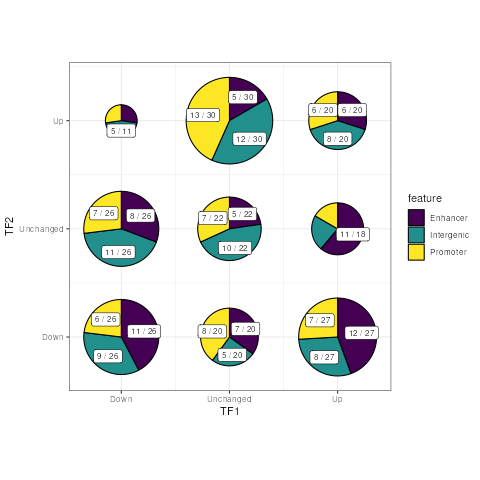 5 / 30
13 / 30
12 / 30
6 / 20
6 / 20
8 / 20
5 / 11
Up
7 / 26
8 / 26
11 / 26
7 / 22
5 / 22
10 / 22
11 / 18
Unchanged
6 / 26
11 / 26
9 / 26
8 / 20
7 / 20
5 / 20
7 / 27
12 / 27
8 / 27
Down
TF2
Down
Unchanged
Up
TF1
feature
Enhancer
Intergenic
Promoter